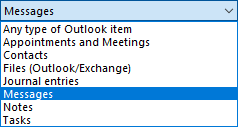 Messages
Any type of Outlook item
Appointments and Meetings
Contacts
Files (Outlook/Exchange)
Journal entries
Messages
Notes
Tasks